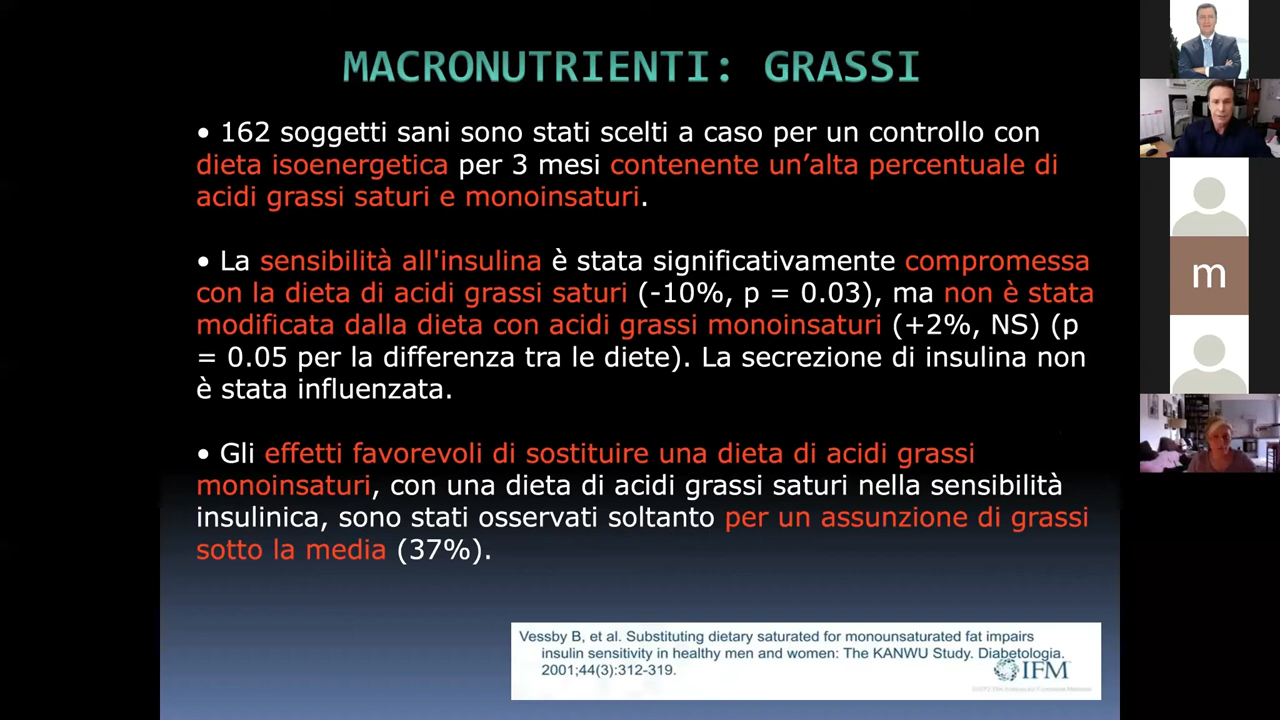 MACRONUTRIENTI: GRASSI
• 162 soggetti sani sono stati scelti a caso per un controllo con
dieta isoenergetica per 3 mesi contenente un’alta percentuale di
acidi grassi saturi e monoinsaturi.
• La sensibilità all'insulina è stata significativamente compromessa
con la dieta di acidi grassi saturi (-10%, p = 0.03), ma non è stata
modificata dalla dieta con acidi grassi monoinsaturi (+2%, NS) (p
= 0.05 per la differenza tra le diete). La secrezione di insulina non
è stata influenzata.
• Gli effetti favorevoli di sostituire una dieta di acidi grassi
monoinsaturi, con una dieta di acidi grassi saturi nella sensibilità
insulinica, sono stati osservati soltanto per un assunzione di grassi
sotto la media (37%).
Vessby B, et al. Substituting dietary saturated for monounsaturated fat impairs
insulin sensitivity in healthy men and women: The KANWU Study. Diabetologia.
2001;44(3):312-319.
IFM
m